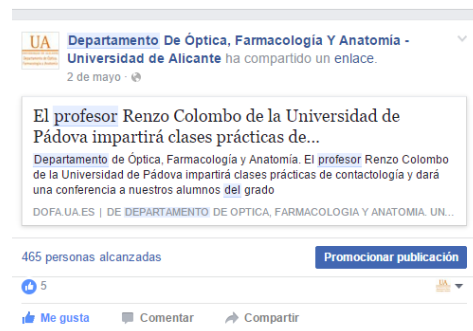 UA
Departamento De Óptica, Farmacología Y Anatomía -
Universidad de Alicante ha compartido un enlace.
2 de mayo ·
El profesor Renzo Colombo de la Universidad de
Pádova impartirá clases prácticas de...
Departamento de Óptica, Farmacología y Anatomía. El profesor Renzo Colombo
de la Universidad de Pádova impartirá clases prácticas de contactología y dará
una conferencia a nuestros alumnos del grado
DOFA.UA.ES | DE DEPARTAMENTO DE OPTICA, FARMACOLOGIA Y ANATOMIA. UN...
465 personas alcanzadas
Promocionar publicación
5
Me gusta Comentar Compartir